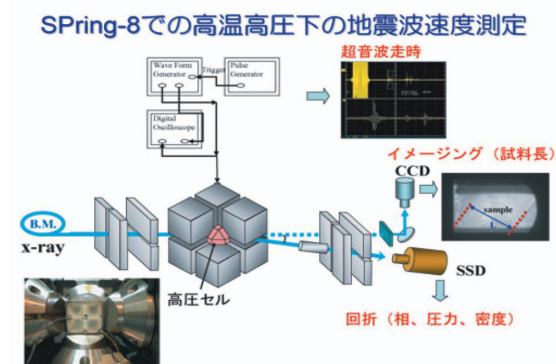 SPring-8での高温高圧下の地震波速度測定
超音波走時
Wave Form
Generator
Trigger
Pulse
Generator
Digital
Oscilloscope
イメージング（試料長）
CCD
sample
L
B.M.
x-ray
高圧セル
SSD
回折（相、圧力、密度）